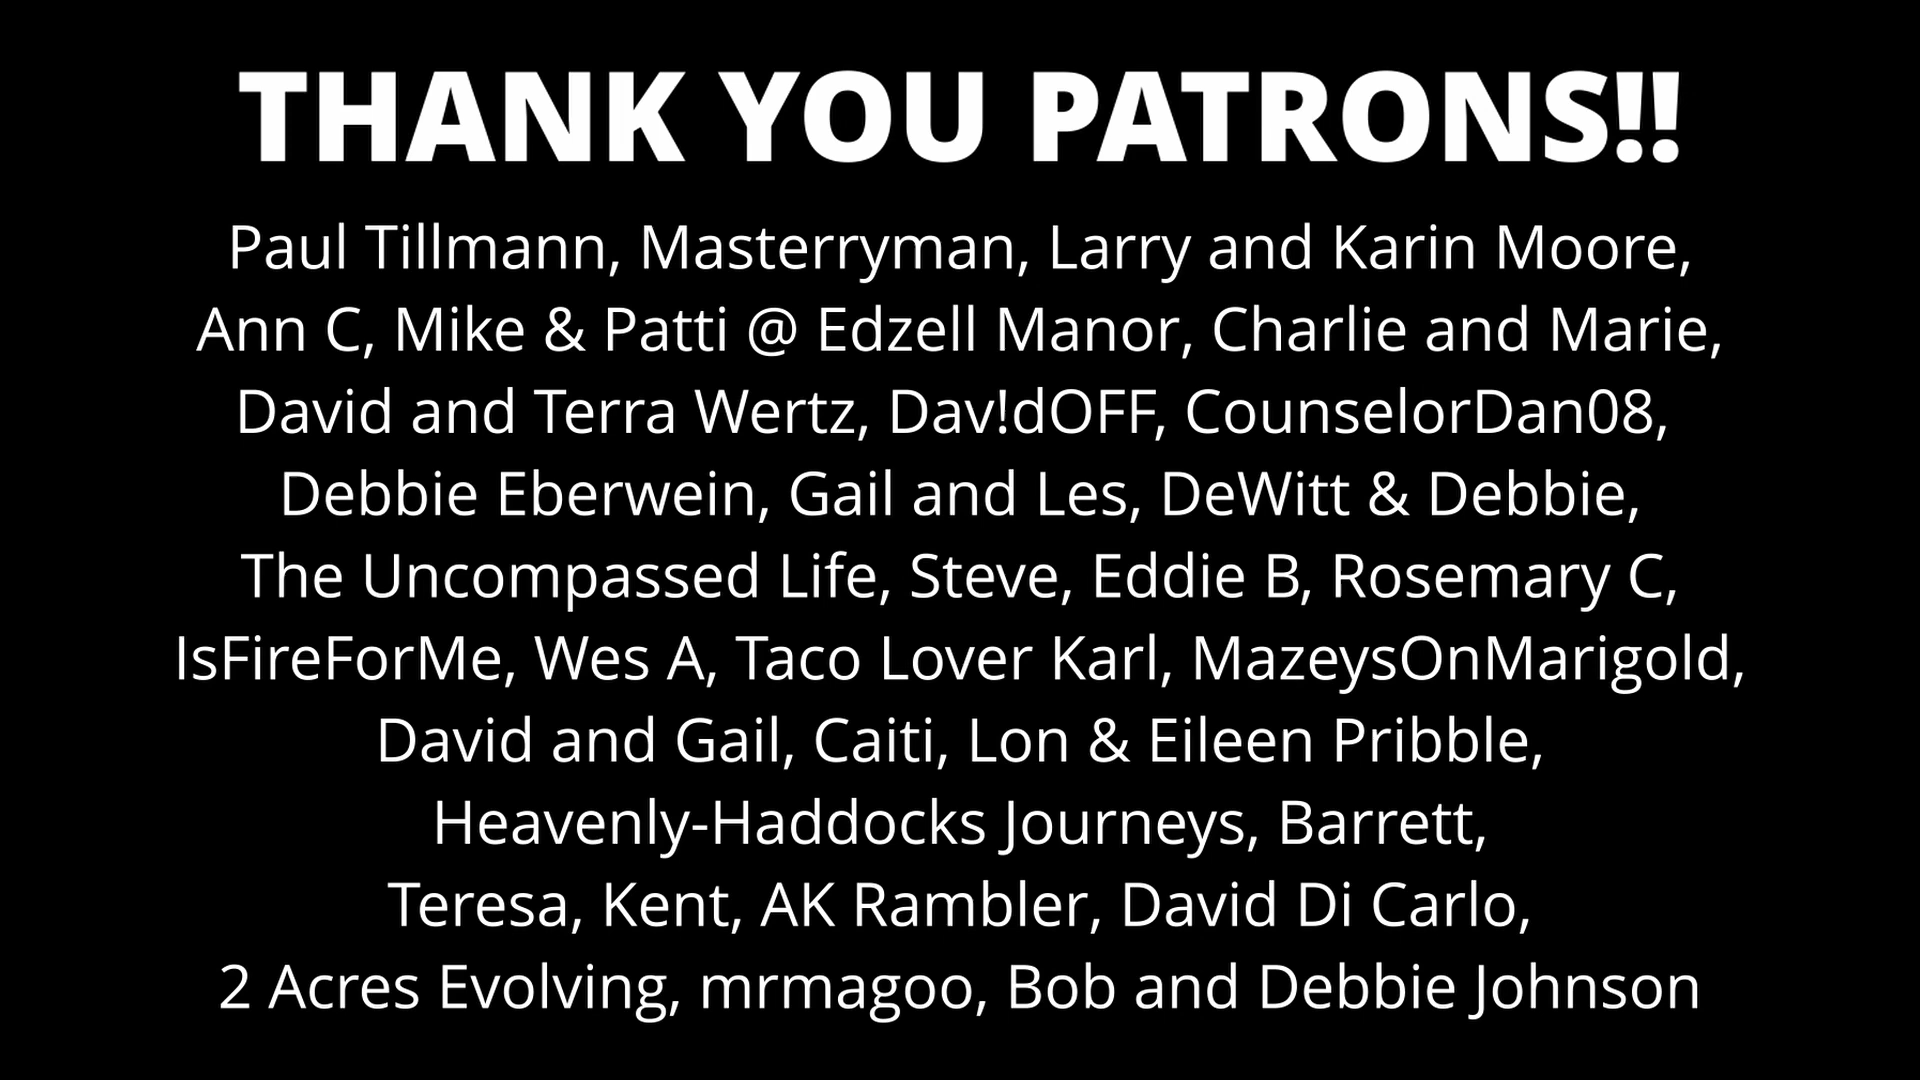 THANK YOU PATRONS!!
Paul Tillmann, Masterryman, Larry and Karin Moore,
Ann C, Mike & Patti @ Edzell Manor, Charlie and Marie,
David and Terra Wertz, Dav!dOFF, CounselorDan08,
Debbie Eberwein, Gail and Les, DeWitt & Debbie,
The Uncompassed Life, Steve, Eddie B, Rosemary C,
IsFireForMe, Wes A, Taco Lover Karl, MazeysOnMarigold,
David and Gail, Caiti, Lon & Eileen Pribble,
Heavenly-Haddocks Journeys, Barrett,
Teresa, Kent, AK Rambler, David Di Carlo,
2 Acres Evolving, mrmagoo, Bob and Debbie Johnson